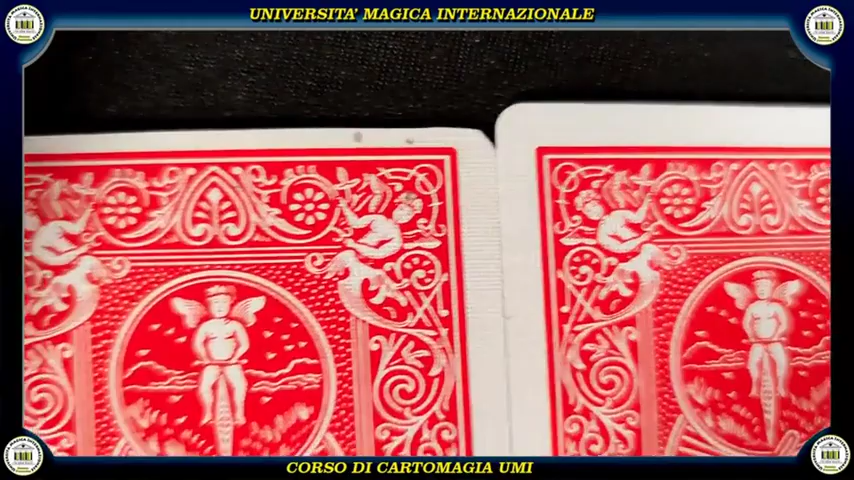 UNIVERSITA' MAGICA INTERNAZIONALE
CORSO DI CARTOMAGIA UMI